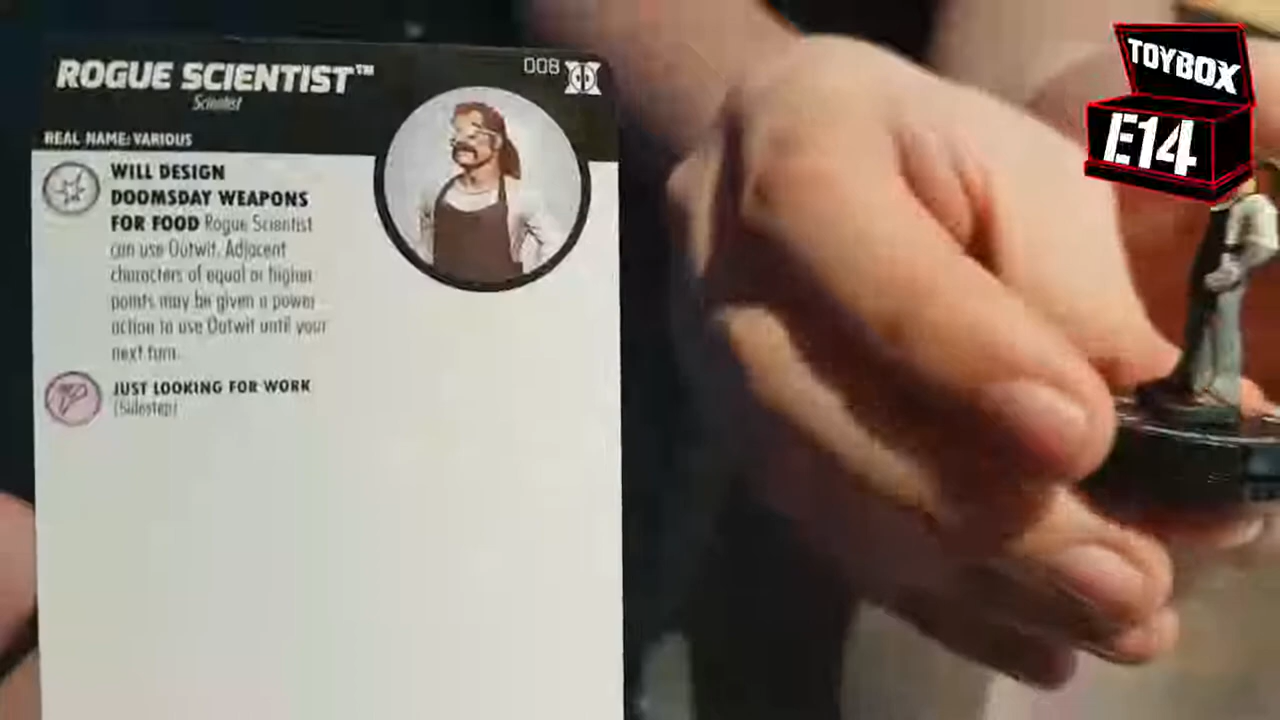 ROGUE SCIENTIST™
Scientist
008
REAL NAME: VARIOUS
WILL DESIGN
DOOMSDAY WEAPONS
FOR FOOD Rogue Scientist
can use Outwit. Adjacent
characters of equal or higher
points may be given a power
action to use Outwit until your
next turn.
JUST LOOKING FOR WORK
(Sidestep)
TOYBOX
E14